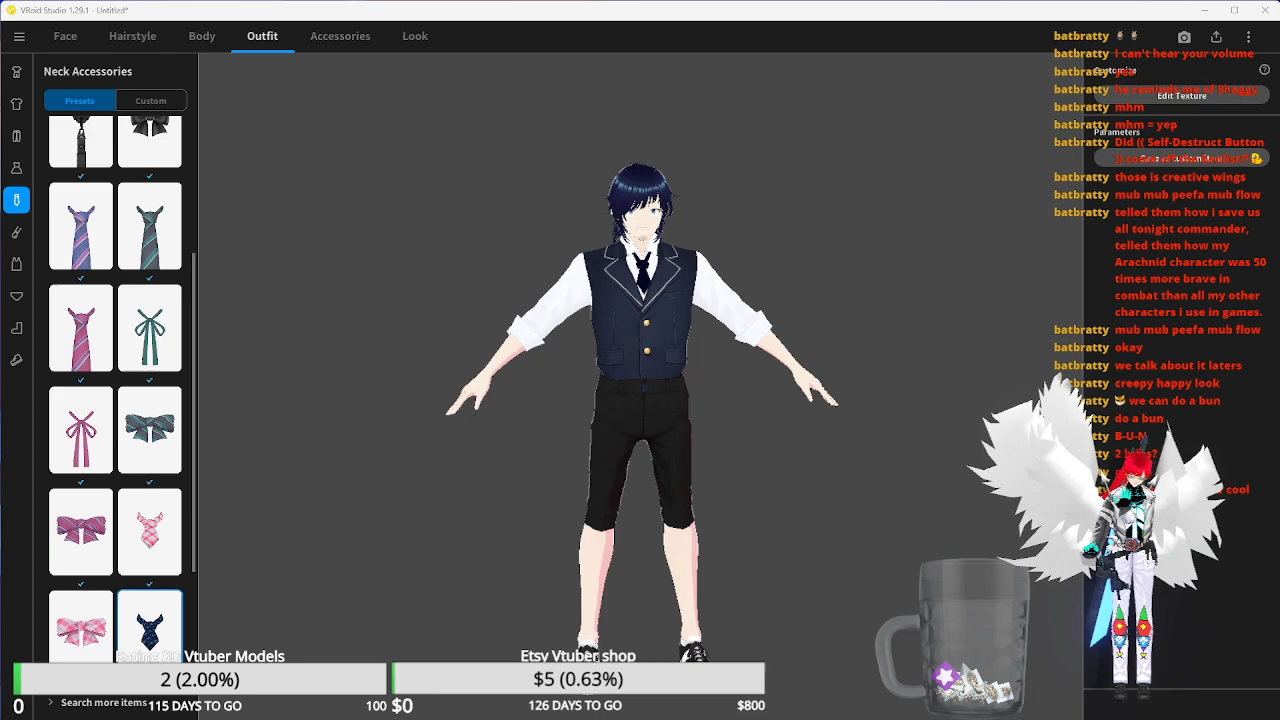 VRoid Studio 1.29.1 - Untitled*
Face
Hairstyle
Body
Outfit
Accessories
Look
Neck Accessories
Presets
Custom
Search more items
Edit Texture
Parameters
batbratty
batbratty I can't hear your volume
batbratty yes
batbratty he reminds me of Shaggy
batbratty mhm
batbratty mhm = yep
batbratty Did (( Self-Destruct Button
batbratty those is creative wings
batbratty mub mub peefa mub flow
batbratty telled them how i save us
all tonight commander,
telled them how my
Arachnid character was 50
times more brave in
combat than all my other
characters i use in games.
batbratty mub mub peefa mub flow
batbratty okay
batbratty we talk about it laters
batbratty creepy happy look
atty we can do a bun
tty do a bun
tty B-U-N
cool
Rating 3D Vtuber Models
2 (2.00%)
0
115 DAYS TO GO
100
Etsy Vtuber shop
$5 (0.63%)
$0
126 DAYS TO GO
$800